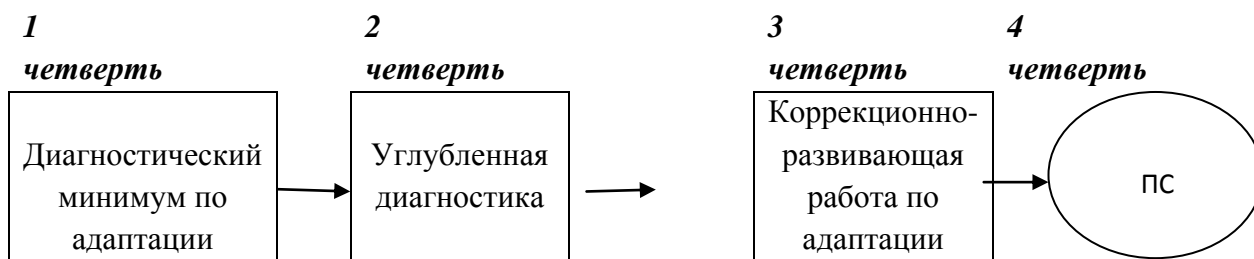 1
четверть
2
четверть
3
четверть
4
четверть
Диагностический
минимум по
адаптации
Углубленная
диагностика
Коррекционно-
развивающая
работа по
адаптации
ПС